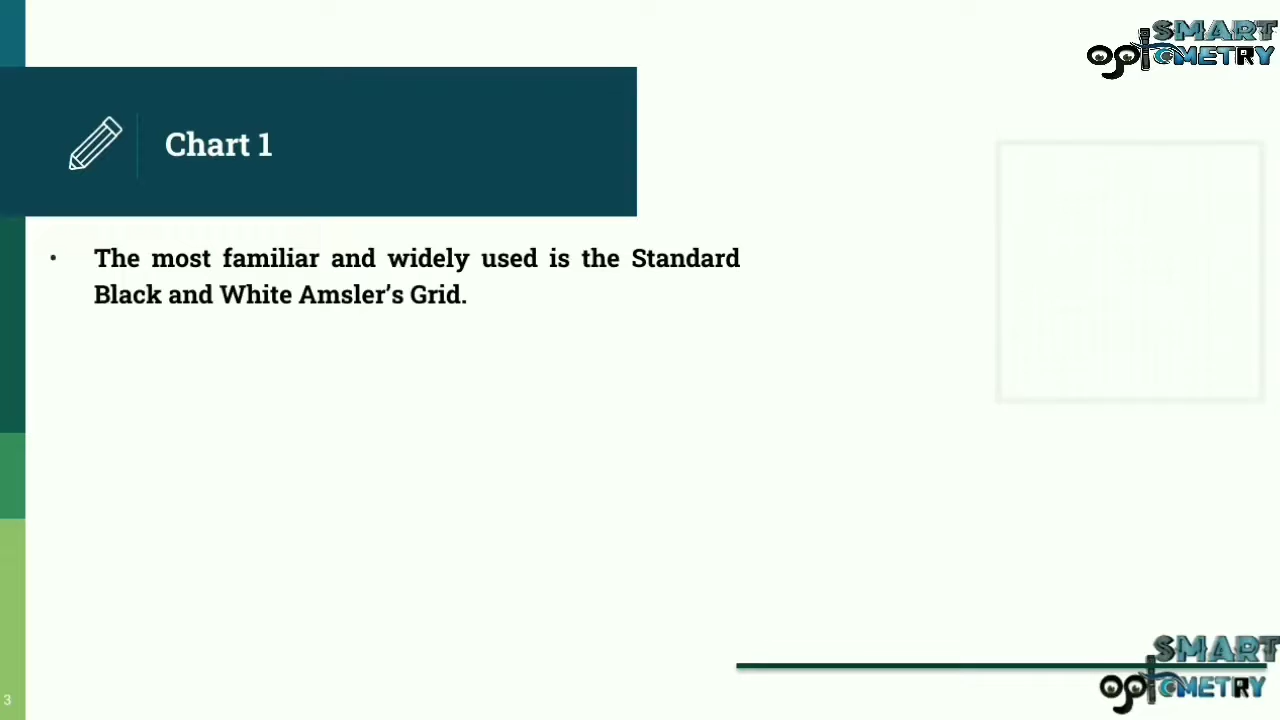 SMART
OPTOMETRY
Chart 1
• The most familiar and widely used is the Standard
Black and White Amsler’s Grid.
SMART
OPTOMETRY
3